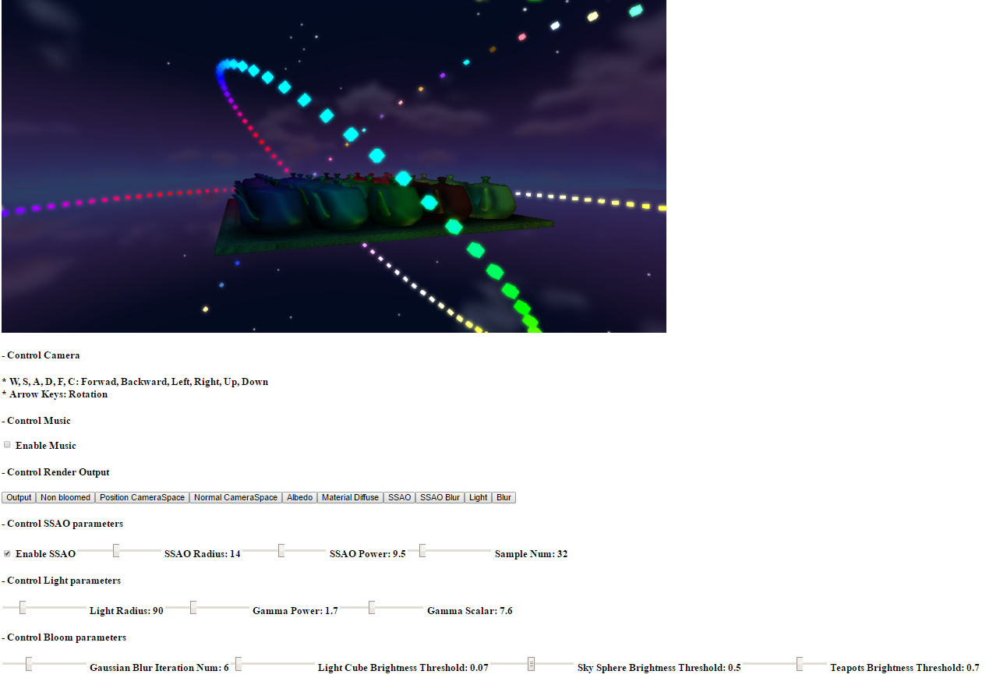 - Control Camera
* W, S, A, D, F, C: Forwad, Backward, Left, Right, Up, Down
* Arrow Keys: Rotation
- Control Music
Enable Music
- Control Render Output
Output Non bloomed Position CameraSpace Normal CameraSpace Albedo Material Diffuse SSAO SSAO Blur Light Blur
- Control SSAO parameters
Enable SSAO SSAO Radius: 14 SSAO Power: 9.5 Sample Num: 32
- Control Light parameters
Light Radius: 90 Gamma Power: 1.7 Gamma Scalar: 7.6
- Control Bloom parameters
Gaussian Blur Iteration Num: 6 Light Cube Brightness Threshold: 0.07 Sky Sphere Brightness Threshold: 0.5 Teapots Brightness Threshold: 0.7